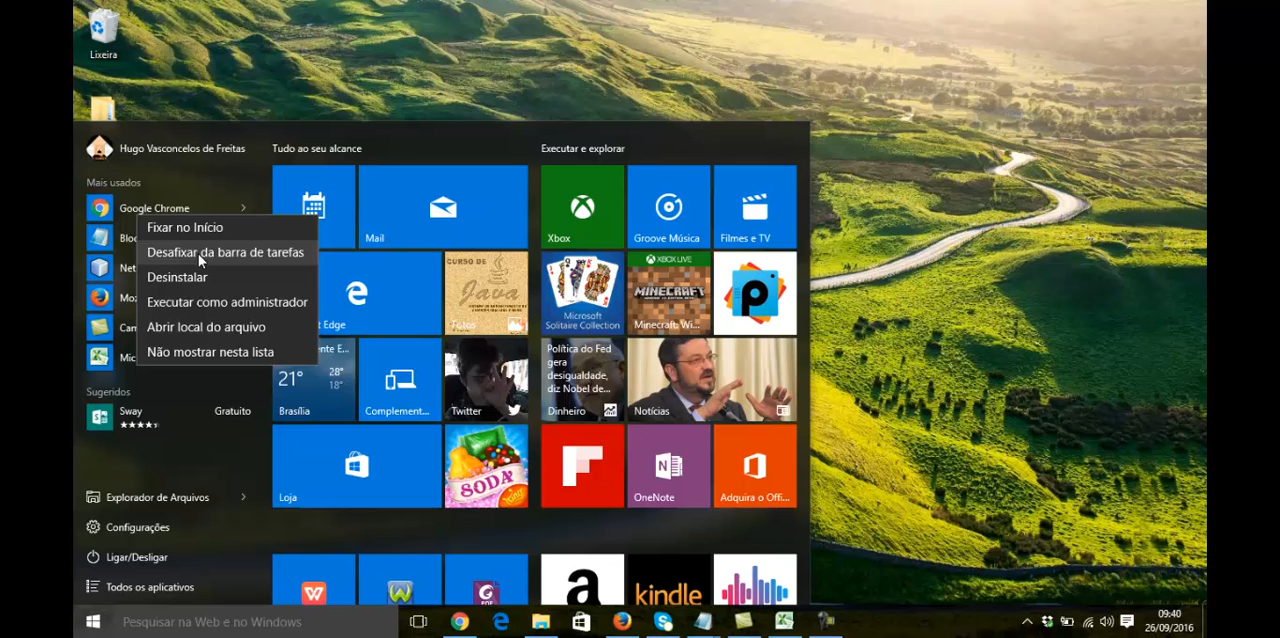 Lixeira
Hugo Vasconcelos de Freitas
Tudo ao seu alcance
Executar e explorar
Mais usados
Google Chrome
Fixar no Início
Desafixar da barra de tarefas
Desinstalar
Executar como administrador
Abrir local do arquivo
Não mostrar nesta lista
Sugeridos
Sway
Gratuito
Explorador de Arquivos
Configurações
Ligar/Desligar
Todos os aplicativos
Mail
CURSO DE
Java
Fotos
21°
28°
18°
Brasília
Complement...
Twitter
Loja
SODA
Xbox
Groove Música
Filmes e TV
Microsoft
Solitaire Collection
XBOX LIVE
MINECRAFT
Minecraft: Wi...
Política do Fed
gera
desigualdade,
diz Nobel de...
Dinheiro
Notícias
OneNote
Adquira o Offi...
kindle
Pesquisar na Web e no Windows
09:40
26/09/2016